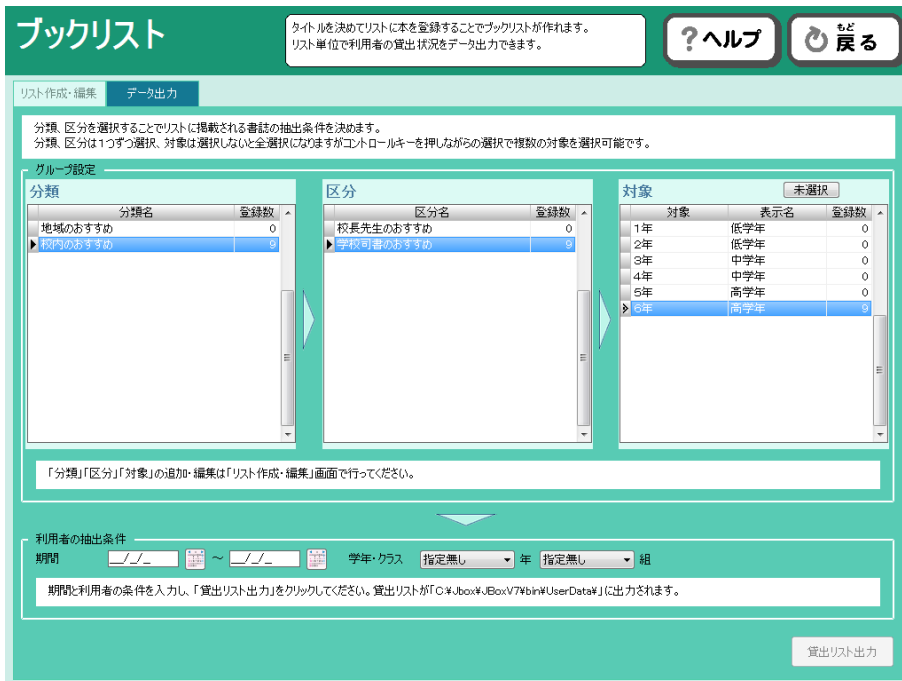 ブックリスト
タイトルを決めてリストに本を登録することでブックリストが作れます。
リスト単位で利用者の貸出状況をデータ出力できます。
?ヘルプ
もど
戻る
リスト作成・編集 データ出力
分類、区分を選択することでリストに掲載される書誌の抽出条件を決めます。
分類、区分は1つずつ選択、対象は選択しないと全選択になりますがコントロールキーを押しながらの選択で複数の対象を選択可能です。
グループ設定
分類 区分 対象 未選択
分類名 登録数 区分名 登録数 対象 表示名 登録数
地域のおすすめ 0 校長先生のおすすめ 0 1年 低学年 0
校内のおすすめ 9 学校司書のおすすめ 9 2年 低学年 0
3年 中学年 0
4年 中学年 0
5年 高学年 0
6年 高学年 9
「分類」「区分」「対象」の追加・編集は「リスト作成・編集」画面で行ってください。
利用者の抽出条件
期間 __/_/_ ～ __/_/_ 学年・クラス 指定無し 年 指定無し 組
期間と利用者の条件を入力し、「貸出リスト出力」をクリックしてください。貸出リストが「C:¥Jbox¥JBoxV7¥bin¥UserData¥」に出力されます。
貸出リスト出力